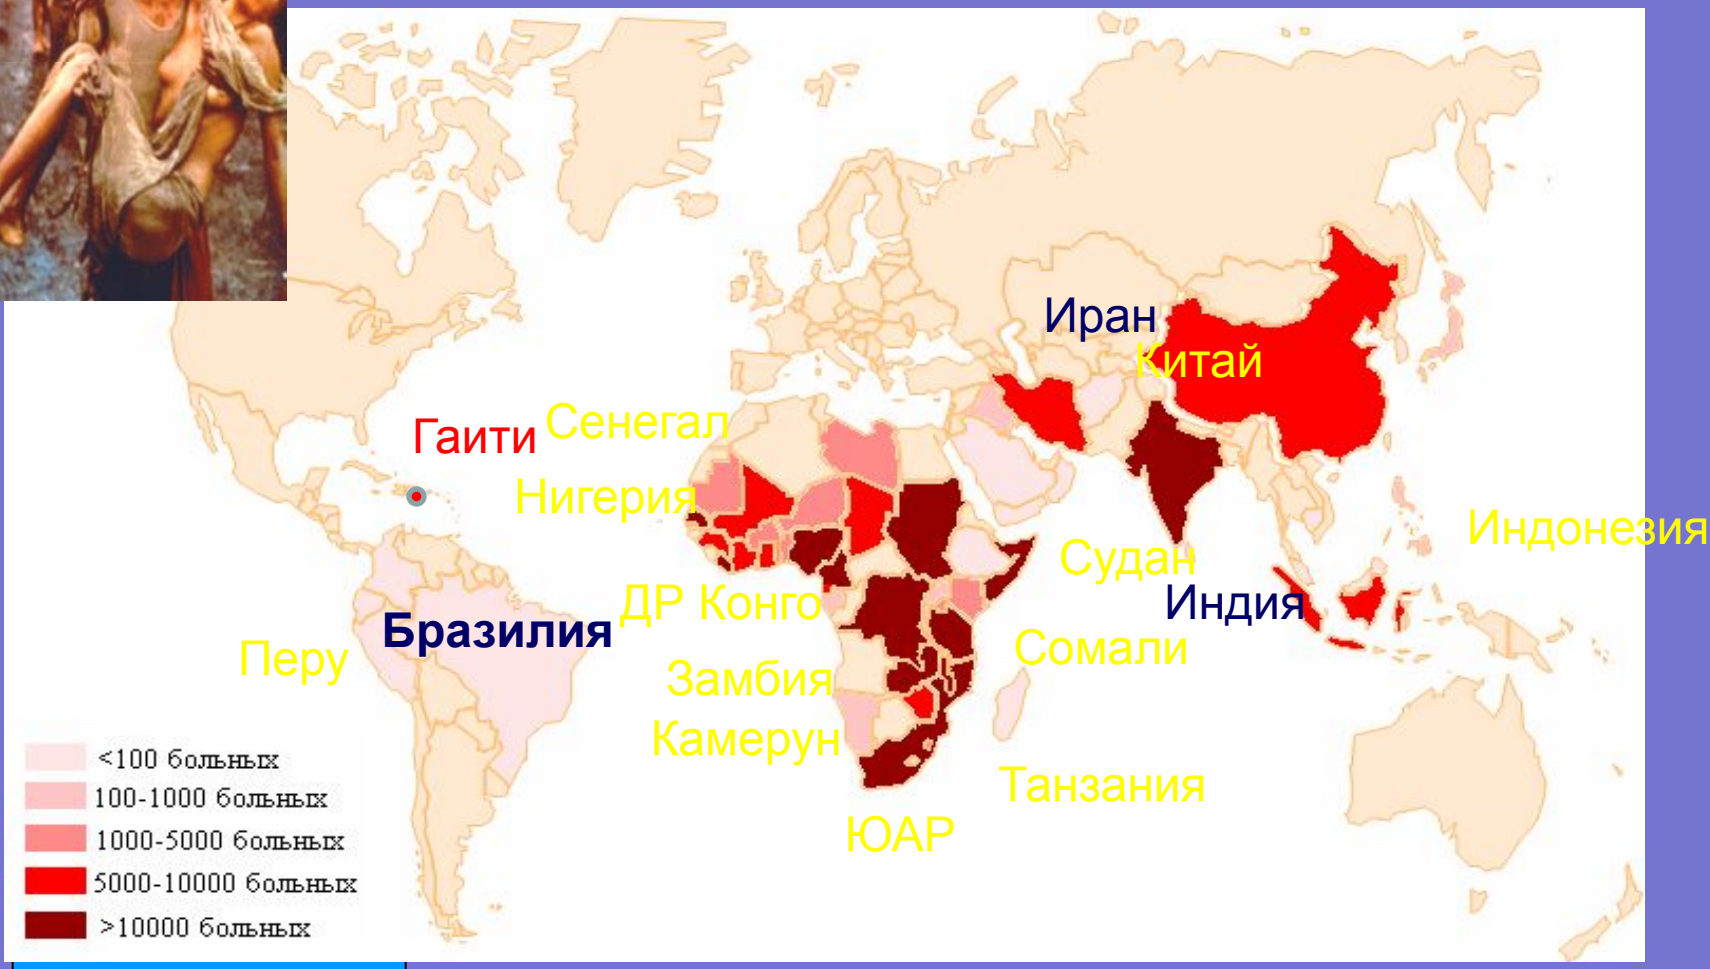 Иран
Китай
Гаити
Сенегал
Нигерия
Индонезия
Судан
ДР Конго
Индия
Бразилия
Сомали
Перу
Замбия
Камерун
Танзания
ЮАР
<100 больных
100-1000 больных
1000-5000 больных
5000-10000 больных
>10000 больных